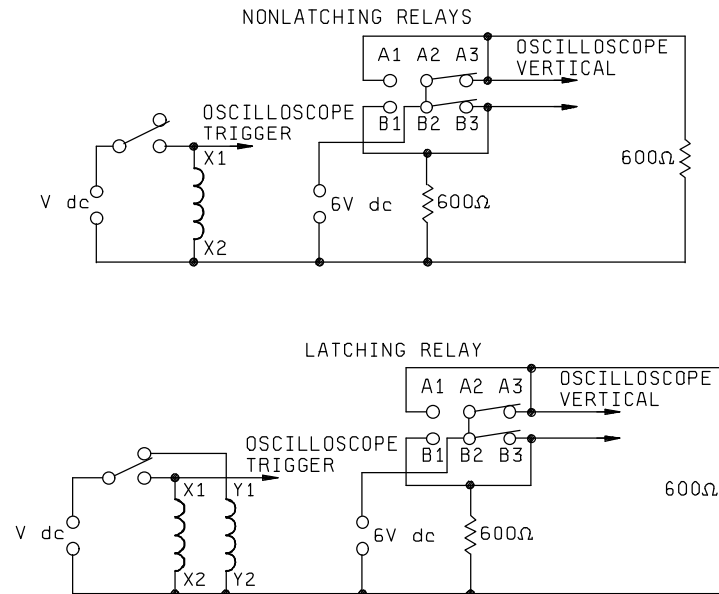 NONLATCHING RELAYS
A1 A2 A3
OSCILLOSCOPE
VERTICAL
B1 B2 B3
OSCILLOSCOPE
TRIGGER
X1
600Ω
V dc
6V dc
600Ω
X2
LATCHING RELAY
A1 A2 A3
OSCILLOSCOPE
VERTICAL
B1 B2 B3
OSCILLOSCOPE
TRIGGER
X1 Y1
600Ω
V dc
6V dc
600Ω
X2 Y2